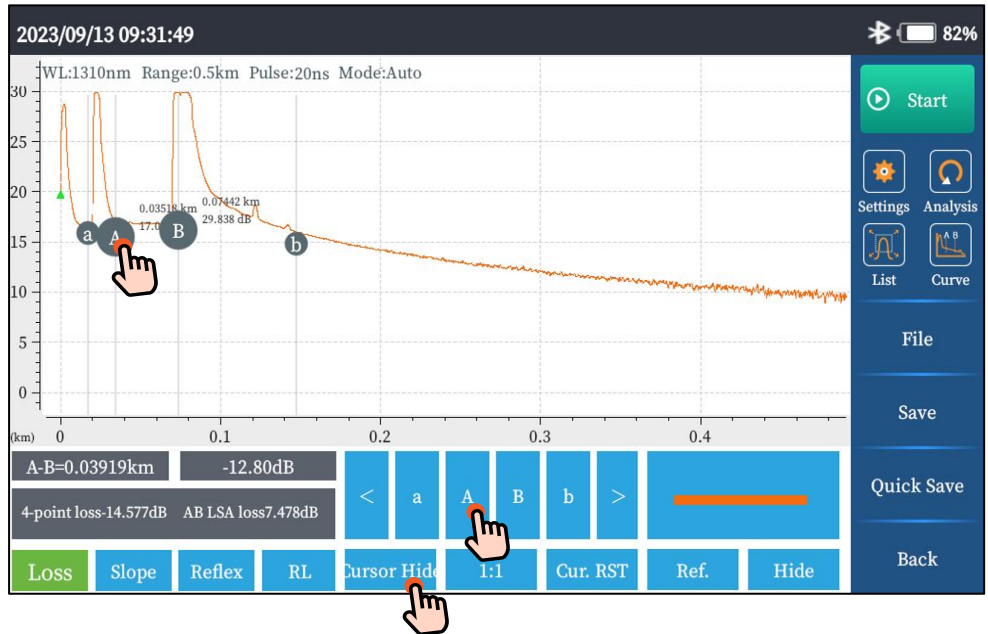 2023/09/13 09:31:49
82%
WL:1310nm Range:0.5km Pulse:20ns Mode:Auto
30
25
20
15
10
5
0
0.03518 km
17.0
0.07442 km
29.838 dB
a
A
B
b
(km) 0 0.1 0.2 0.3 0.4
Start
Settings Analysis
A B
List Curve
File
Save
Quick Save
Back
A-B=0.03919km -12.80dB
4-point loss-14.577dB AB LSA loss7.478dB
< a A B b >
Loss Slope Reflex RL Cursor Hide 1:1 Cur. RST Ref. Hide